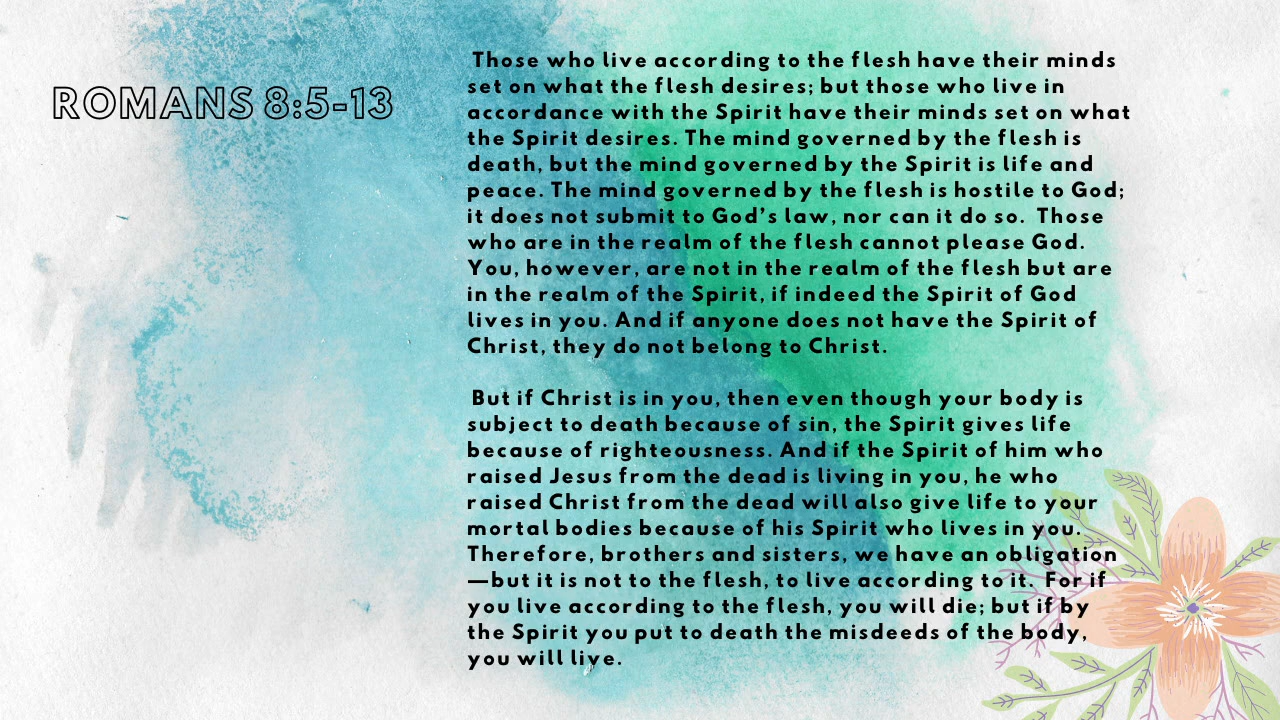 ROMANS 8:5-13
Those who live according to the flesh have their minds
set on what the flesh desires; but those who live in
accordance with the Spirit have their minds set on what
the Spirit desires. The mind governed by the flesh is
death, but the mind governed by the Spirit is life and
peace. The mind governed by the flesh is hostile to God;
it does not submit to God’s law, nor can it do so. Those
who are in the realm of the flesh cannot please God.
You, however, are not in the realm of the flesh but are
in the realm of the Spirit, if indeed the Spirit of God
lives in you. And if anyone does not have the Spirit of
Christ, they do not belong to Christ.
But if Christ is in you, then even though your body is
subject to death because of sin, the Spirit gives life
because of righteousness. And if the Spirit of him who
raised Jesus from the dead is living in you, he who
raised Christ from the dead will also give life to your
mortal bodies because of his Spirit who lives in you.
Therefore, brothers and sisters, we have an obligation
—but it is not to the flesh, to live according to it. For if
you live according to the flesh, you will die; but if by
the Spirit you put to death the misdeeds of the body,
you will live.